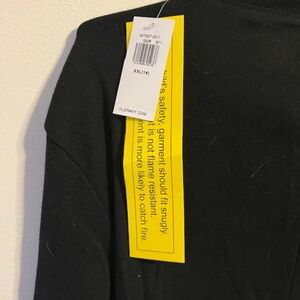 XXL(14)
OLDNAVY.COM
safety, garment should fit snugly.
t is not flame resistant.
ent is more likely to catch fire.